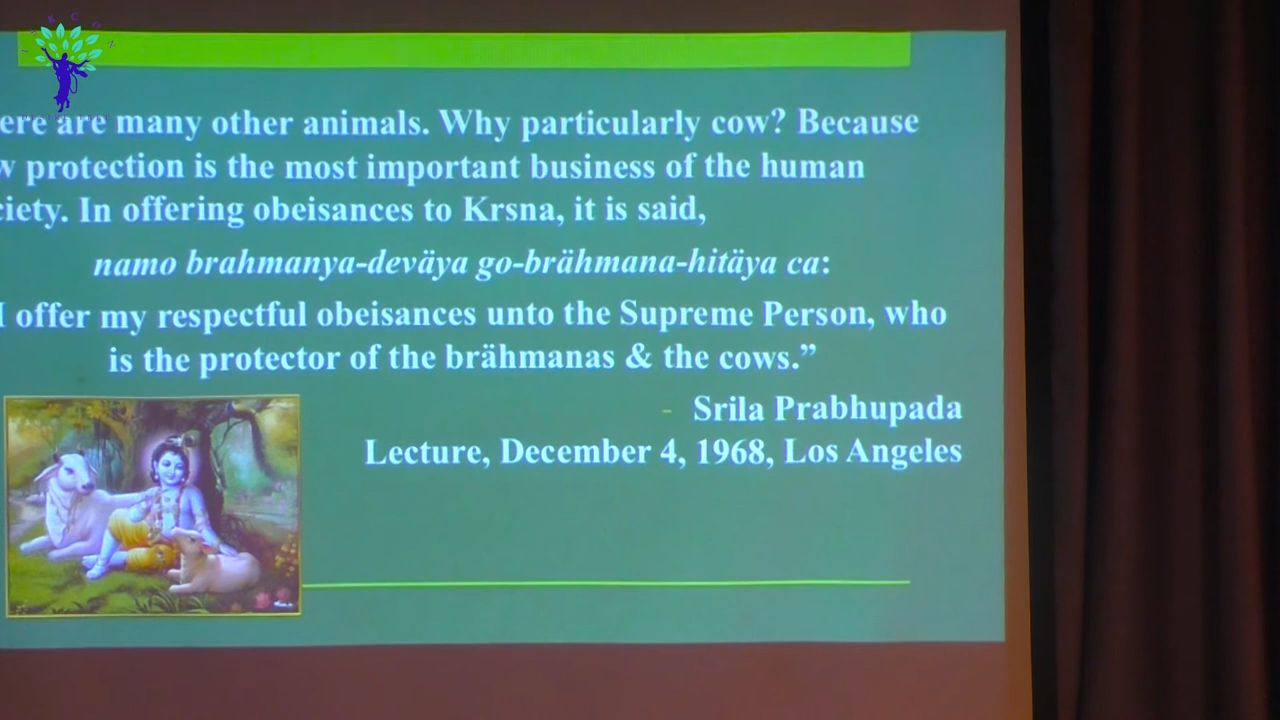 ere are many other animals. Why particularly cow? Because
w protection is the most important business of the human
ciety. In offering obeisances to Krsna, it is said,
namo brahmanya-deväya go-brähmana-hitäya ca:
I offer my respectful obeisances unto the Supreme Person, who
is the protector of the brähmanas & the cows.”
- Srila Prabhupada
Lecture, December 4, 1968, Los Angeles